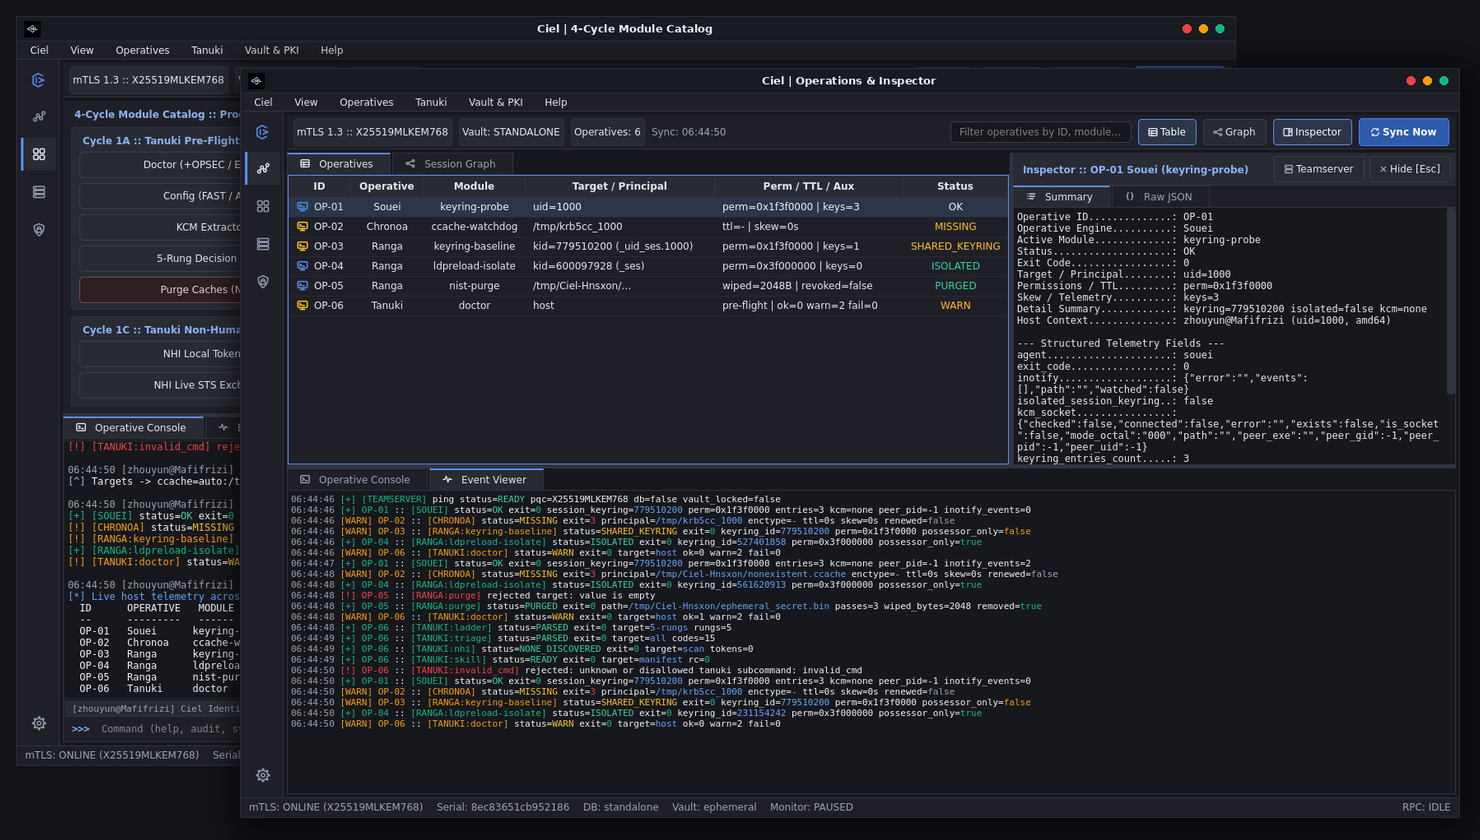 Ciel | 4-Cycle Module Catalog
Ciel View Operatives Tanuki Vault & PKI Help
mTLS 1.3 :: X25519MLKEM768
4-Cycle Module Catalog ::
Cycle 1A :: Tanuki Pre-Flight
Doctor (+OPSEC /
Config (FAST /
KCM
5-Rung Decision
Purge Caches
Cycle 1C :: Tanuki
NHI Local
NHI Live STS
Operative Console
[!] [TANUKI:invalid_cmd]
06:44:50 [zhouyun@Mafifrizi]
[^] Targets -> ccache=auto:/t
06:44:50 [zhouyun@Mafifrizi]
[+] [SOUEI] status=OK exit=0
[!] [CHRONOA] status=MISSING
[!] [RANGA:keyring-baseline]
[+] [RANGA:ldpreload-isolate]
[!] [TANUKI:doctor] status=WA
06:44:50 [zhouyun@Mafifrizi]
[*] Live host telemetry
ID OPERATIVE MODULE
-- --------- ------
OP-01 Souei keyring-
OP-02 Chronoa ccache-w
OP-03 Ranga keyring-
OP-04 Ranga ldpreloa
OP-05 Ranga nist-pur
OP-06 Tanuki doctor
[zhouyun@Mafifrizi] Ciel
>>> Command (help, audit,
mTLS: ONLINE (X25519MLKEM768)
Ciel | Operations & Inspector
Ciel View Operatives Tanuki Vault & PKI Help
mTLS 1.3 :: X25519MLKEM768 Vault: STANDALONE Operatives: 6 Sync: 06:44:50 Filter operatives by ID, module... Table Graph Inspector Sync Now
Operatives Session Graph
ID Operative Module Target / Principal Perm / TTL / Aux Status
OP-01 Souei keyring-probe uid=1000 perm=0x1f3f0000 | keys=3 OK
OP-02 Chronoa ccache-watchdog /tmp/krb5cc_1000 ttl=- | skew=0s MISSING
OP-03 Ranga keyring-baseline kid=779510200 (_uid_ses.1000) perm=0x1f3f0000 | keys=1 SHARED_KEYRING
OP-04 Ranga ldpreload-isolate kid=600097928 (_ses) perm=0x3f000000 | keys=0 ISOLATED
OP-05 Ranga nist-purge /tmp/Ciel-Hnsxon/... wiped=2048B | revoked=false PURGED
OP-06 Tanuki doctor host pre-flight | ok=0 warn=2 fail=0 WARN
Inspector :: OP-01 Souei (keyring-probe) Teamserver × Hide [Esc]
Summary {} Raw JSON
Operative ID..............: OP-01
Operative Engine..........: Souei
Active Module.............: keyring-probe
Status....................: OK
Exit Code.................: 0
Target / Principal........: uid=1000
Permissions / TTL.........: perm=0x1f3f0000
Skew / Telemetry..........: keys=3
Detail Summary............: keyring=779510200 isolated=false kcm=none
Host Context..............: zhouyun@Mafifrizi (uid=1000, amd64)
--- Structured Telemetry Fields ---
agent.....................: souei
exit_code.................: 0
inotify...................: {"error":"","events":
[],"path":"","watched":false}
isolated_session_keyring..: false
kcm_socket................:
{"checked":false,"connected":false,"error":"","exists":false,"is_socket
":false,"mode_octal":"000","path":"","peer_exe":"","peer_gid":-1,"peer_
pid":-1,"peer_uid":-1}
keyring_entries_count.....: 3
Operative Console Event Viewer
06:44:46 [+] [TEAMSERVER] ping status=READY pqc=X25519MLKEM768 db=false vault_locked=false
06:44:46 [+] OP-01 :: [SOUEI] status=OK exit=0 session_keyring=779510200 perm=0x1f3f0000 entries=3 kcm=none peer_pid=-1 inotify_events=0
06:44:46 [WARN] OP-02 :: [CHRONOA] status=MISSING exit=3 principal=/tmp/krb5cc_1000 enctype=- ttl=0s skew=0s renewed=false
06:44:46 [WARN] OP-03 :: [RANGA:keyring-baseline] status=SHARED_KEYRING exit=0 keyring_id=779510200 perm=0x1f3f0000 possessor_only=false
06:44:46 [+] OP-04 :: [RANGA:ldpreload-isolate] status=ISOLATED exit=0 keyring_id=527401858 perm=0x3f000000 possessor_only=true
06:44:46 [WARN] OP-06 :: [TANUKI:doctor] status=WARN exit=0 target=host ok=0 warn=2 fail=0
06:44:47 [+] OP-01 :: [SOUEI] status=OK exit=0 session_keyring=779510200 perm=0x1f3f0000 entries=3 kcm=none peer_pid=-1 inotify_events=2
06:44:48 [WARN] OP-02 :: [CHRONOA] status=MISSING exit=3 principal=/tmp/Ciel-Hnsxon/nonexistent.ccache enctype=- ttl=0s skew=0s renewed=false
06:44:48 [+] OP-04 :: [RANGA:ldpreload-isolate] status=ISOLATED exit=0 keyring_id=561620913 perm=0x3f000000 possessor_only=true
06:44:48 [!] OP-05 :: [RANGA:purge] rejected target: value is empty
06:44:48 [+] OP-05 :: [RANGA:purge] status=PURGED exit=0 path=/tmp/Ciel-Hnsxon/ephemeral_secret.bin passes=3 wiped_bytes=2048 removed=true
06:44:48 [WARN] OP-06 :: [TANUKI:doctor] status=WARN exit=0 target=host ok=1 warn=2 fail=0
06:44:48 [+] OP-06 :: [TANUKI:ladder] status=PARSED exit=0 target=5-rungs rungs=5
06:44:49 [+] OP-06 :: [TANUKI:triage] status=PARSED exit=0 target=all codes=15
06:44:49 [+] OP-06 :: [TANUKI:nhi] status=NONE_DISCOVERED exit=0 target=scan tokens=0
06:44:49 [+] OP-06 :: [TANUKI:skill] status=READY exit=0 target=manifest rc=0
06:44:50 [!] OP-06 :: [TANUKI:invalid_cmd] rejected: unknown or disallowed tanuki subcommand: invalid_cmd
06:44:50 [+] OP-01 :: [SOUEI] status=OK exit=0 session_keyring=779510200 perm=0x1f3f0000 entries=3 kcm=none peer_pid=-1 inotify_events=0
06:44:50 [WARN] OP-02 :: [CHRONOA] status=MISSING exit=3 principal=/tmp/krb5cc_1000 enctype=- ttl=0s skew=0s renewed=false
06:44:50 [WARN] OP-03 :: [RANGA:keyring-baseline] status=SHARED_KEYRING exit=0 keyring_id=779510200 perm=0x1f3f0000 possessor_only=false
06:44:50 [+] OP-04 :: [RANGA:ldpreload-isolate] status=ISOLATED exit=0 keyring_id=231154242 perm=0x3f000000 possessor_only=true
06:44:50 [WARN] OP-06 :: [TANUKI:doctor] status=WARN exit=0 target=host ok=0 warn=2 fail=0
mTLS: ONLINE (X25519MLKEM768) Serial: 8ec83651cb952186 DB: standalone Vault: ephemeral Monitor: PAUSED RPC: IDLE